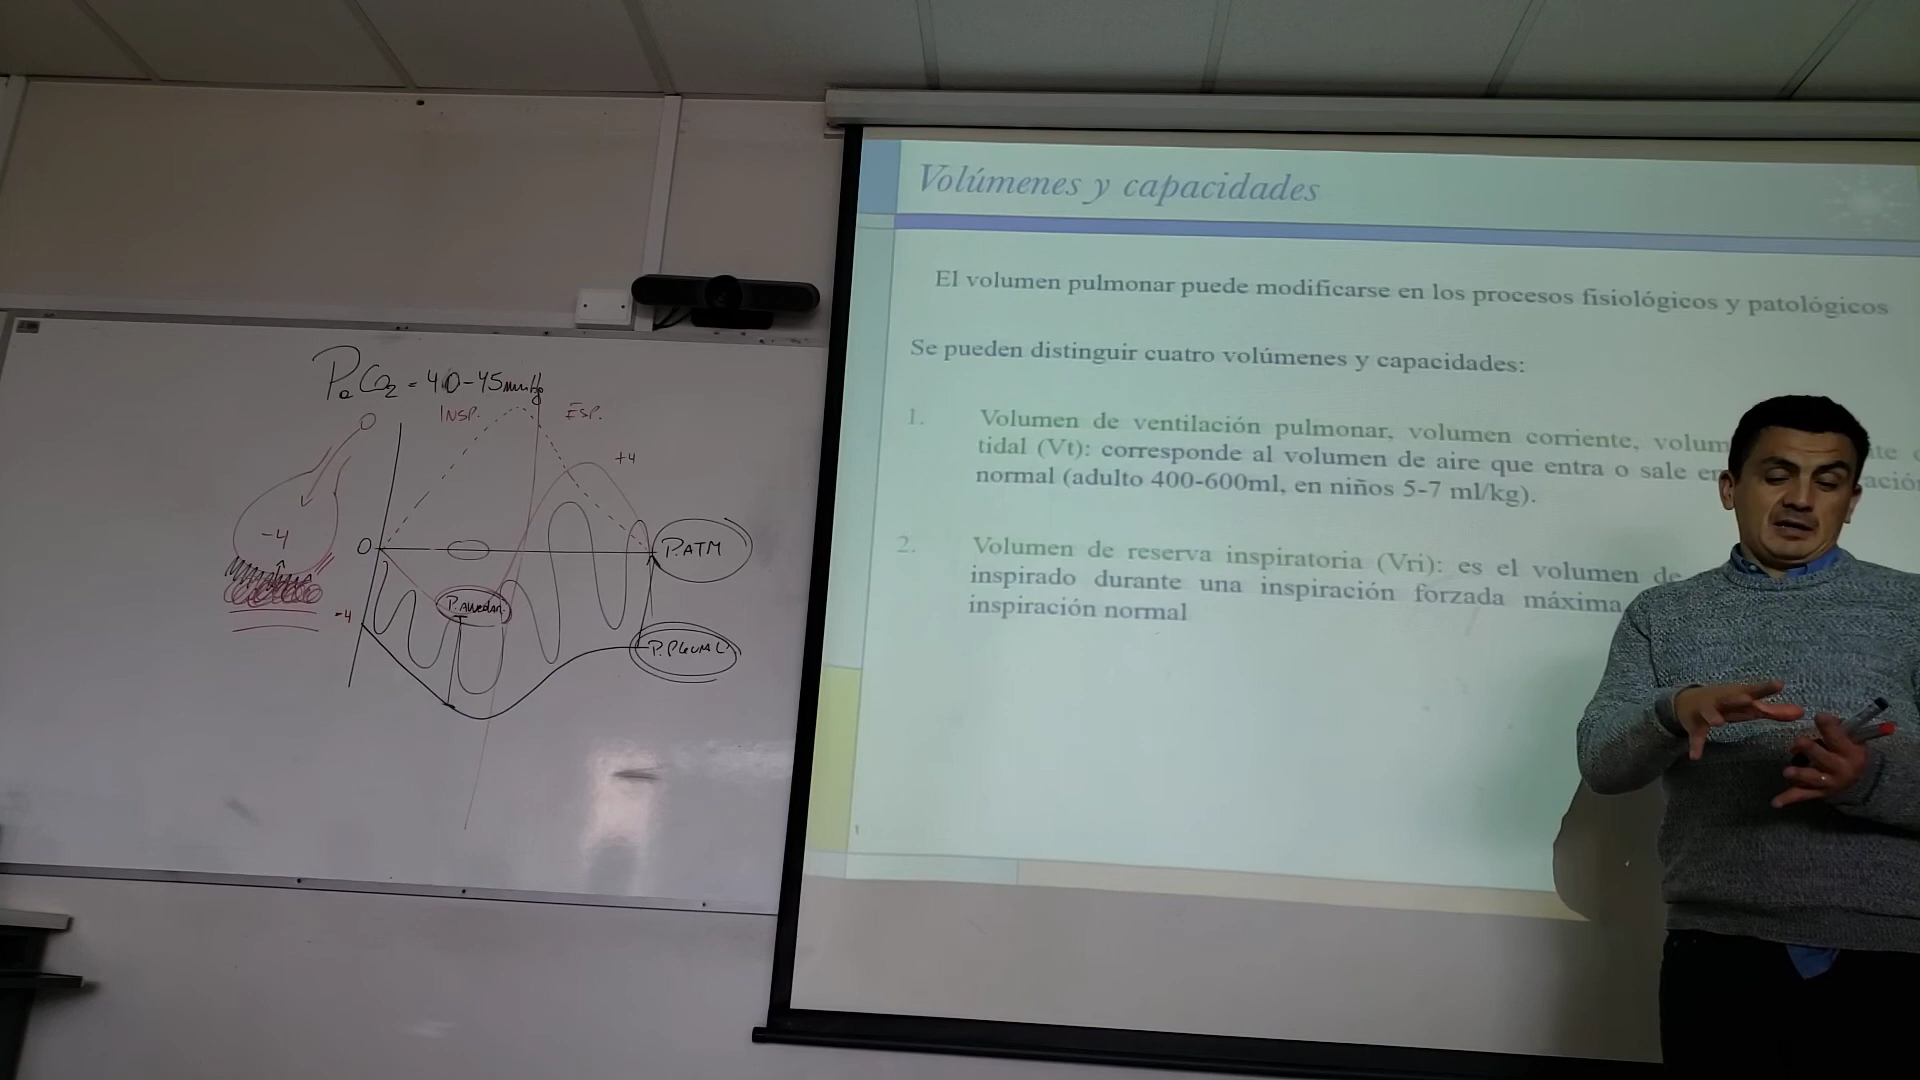 PaCO2 = 40-45mmHg
INSP. ESP.
+4
-4
O
P.ATM
P. Alveolar.
-4
P. PleuraL
Volúmenes y capacidades
El volumen pulmonar puede modificarse en los procesos fisiológicos y patológicos
Se pueden distinguir cuatro volúmenes y capacidades:
1. Volumen de ventilación pulmonar, volumen corriente,
tidal (Vt): corresponde al volumen de aire que entra o sale
normal (adulto 400-600ml, en niños 5-7 ml/kg).
2. Volumen de reserva inspiratoria (Vri): es el volumen de
inspirado durante una inspiración forzada máxima
inspiración normal